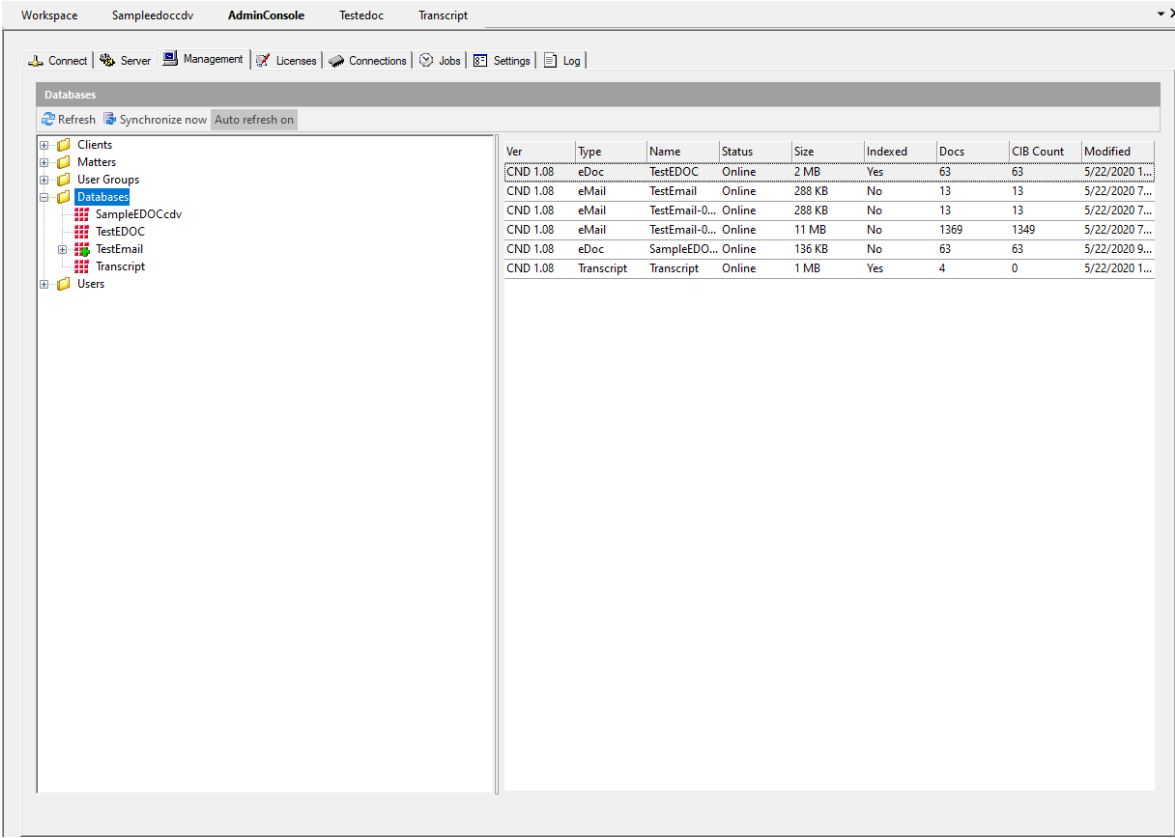 Workspace Sampleedoccdv AdminConsole Testedoc Transcript
Connect Server Management Licenses Connections Jobs Settings Log
Databases
Refresh Synchronize now Auto refresh on
Clients
Matters
User Groups
Databases
SampleEDOCcdv
TestEDOC
TestEmail
Transcript
Users
Ver Type Name Status Size Indexed Docs CIB Count Modified
CND 1.08 eDoc TestEDOC Online 2 MB Yes 63 63 5/22/2020 1...
CND 1.08 eMail TestEmail Online 288 KB No 13 13 5/22/2020 7...
CND 1.08 eMail TestEmail-0... Online 288 KB No 13 13 5/22/2020 7...
CND 1.08 eMail TestEmail-0... Online 11 MB No 1369 1349 5/22/2020 7...
CND 1.08 eDoc SampleEDO... Online 136 KB No 63 63 5/22/2020 9...
CND 1.08 Transcript Transcript Online 1 MB Yes 4 0 5/22/2020 1...